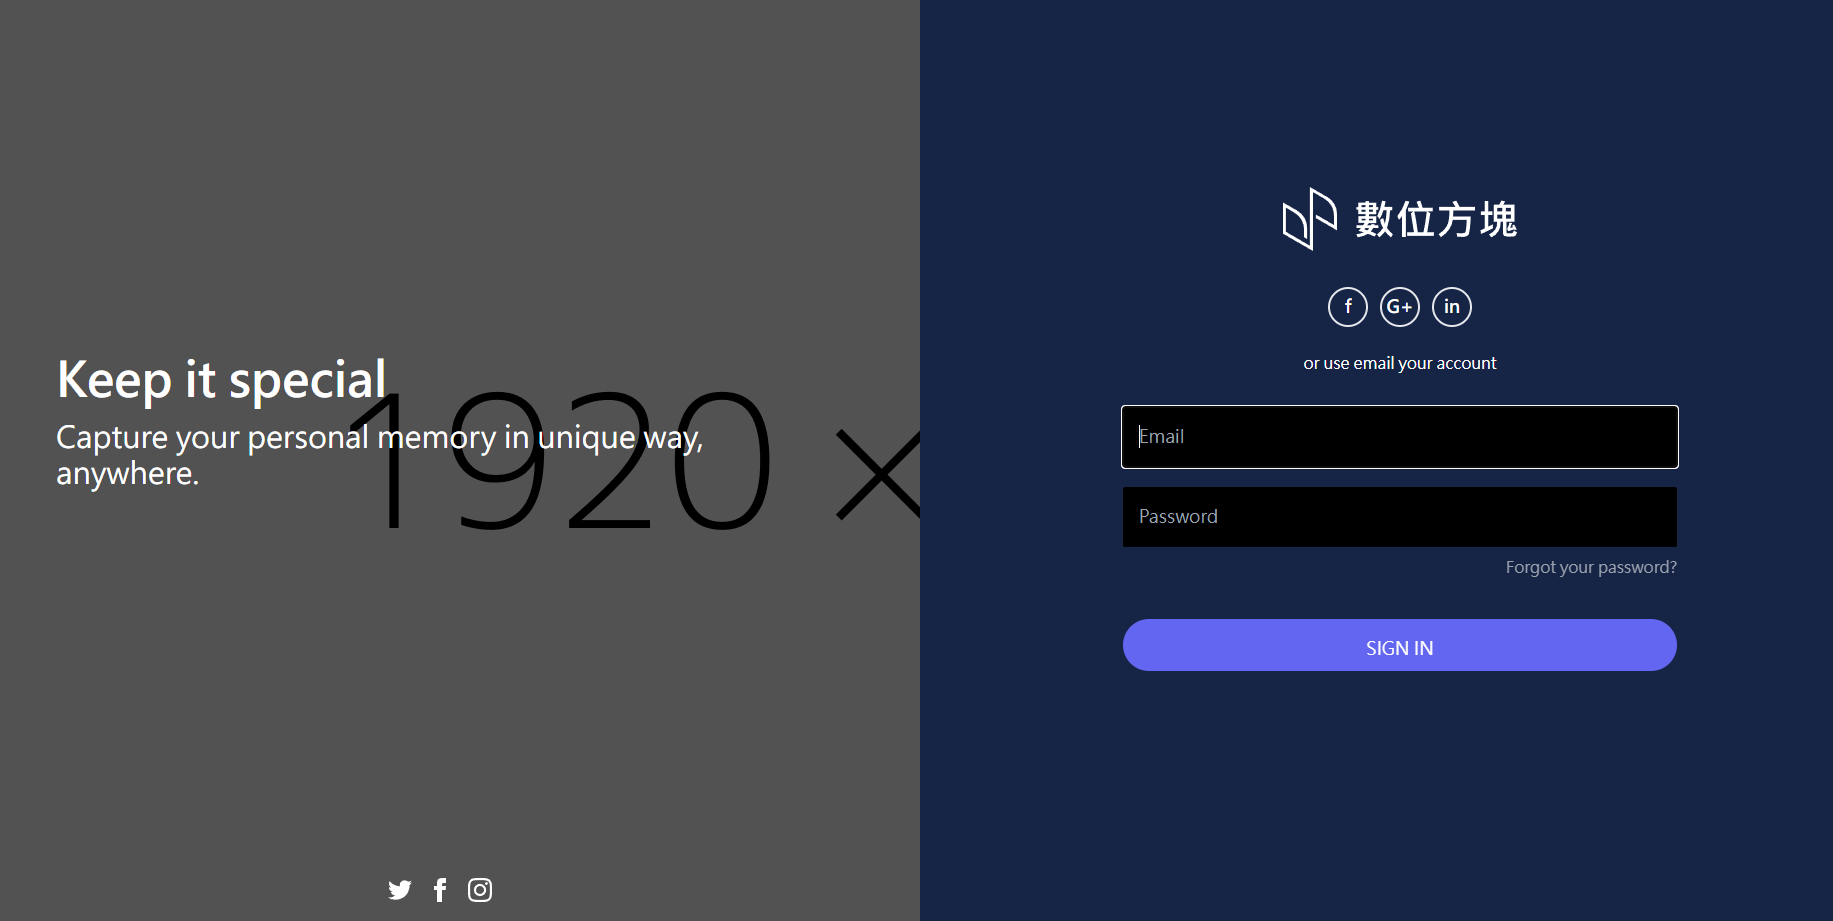 Keep it special
Capture your personal memory in unique way,
anywhere.
1920 ×
數位方塊
f
G+
in
or use email your account
Email
Password
Forgot your password?
SIGN IN